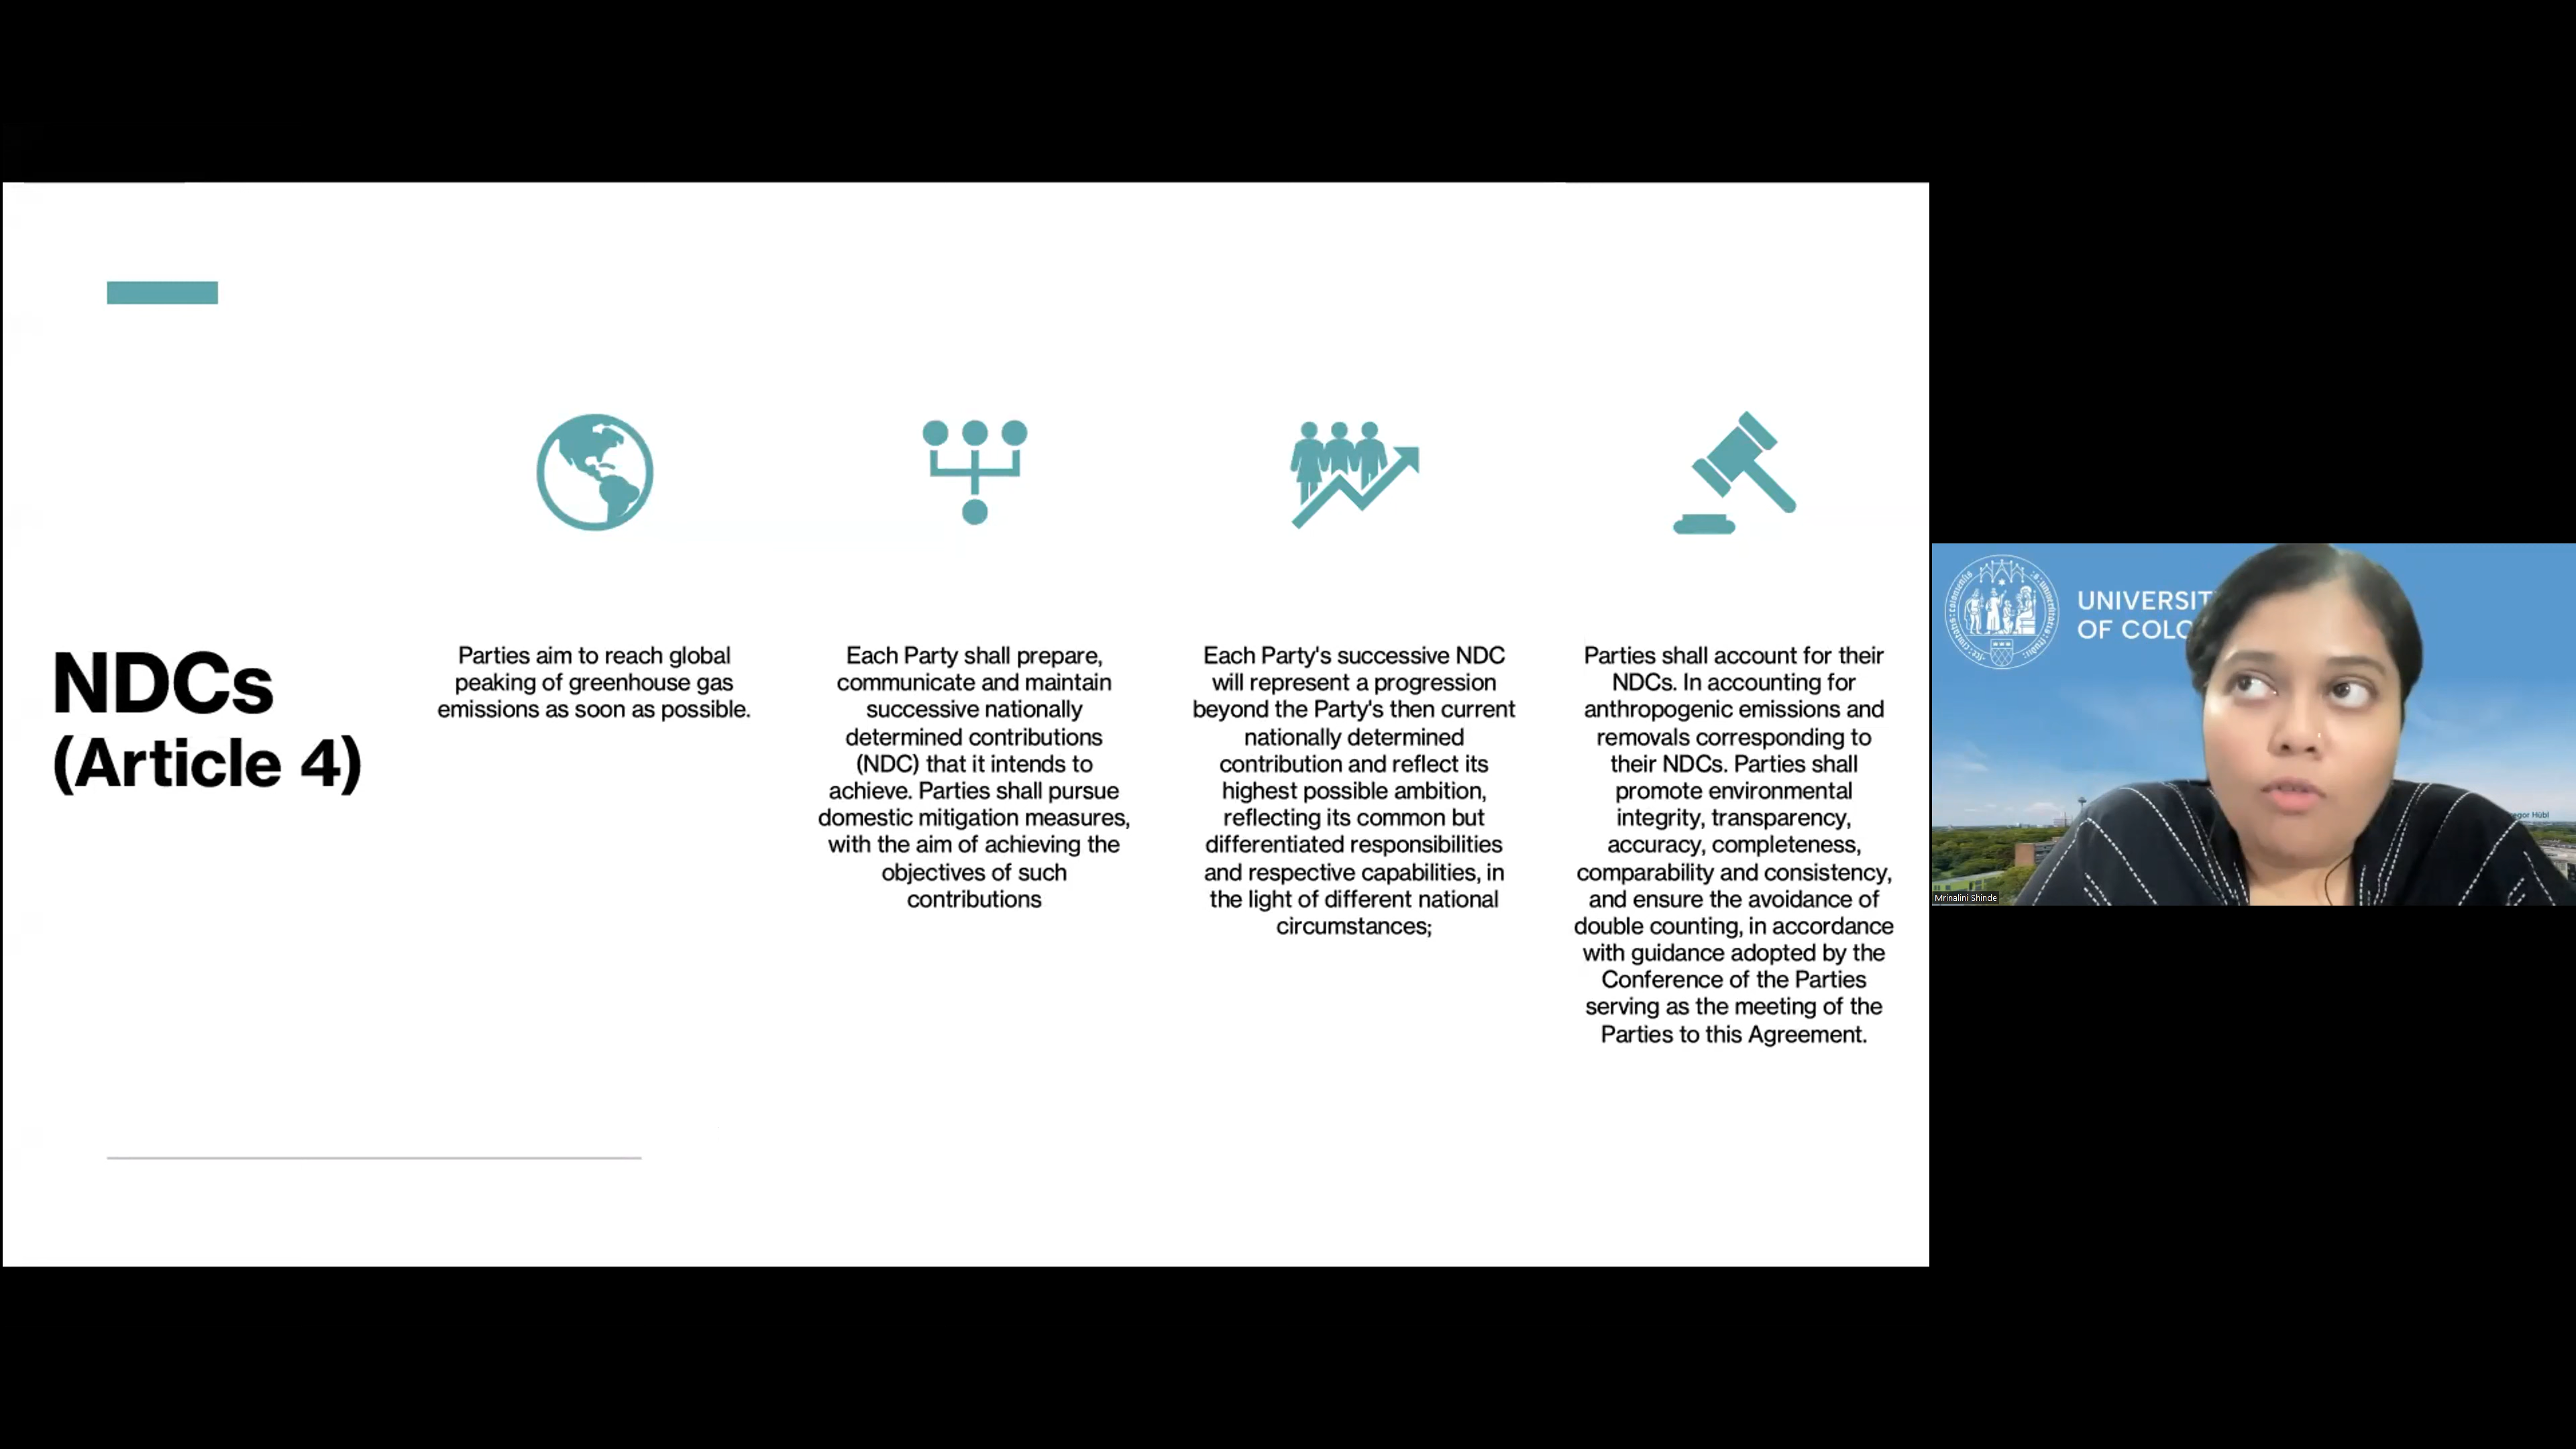 NDCs
(Article 4)
Parties aim to reach global
peaking of greenhouse gas
emissions as soon as possible.
Each Party shall prepare,
communicate and maintain
successive nationally
determined contributions
(NDC) that it intends to
achieve. Parties shall pursue
domestic mitigation measures,
with the aim of achieving the
objectives of such
contributions
Each Party's successive NDC
will represent a progression
beyond the Party's then current
nationally determined
contribution and reflect its
highest possible ambition,
reflecting its common but
differentiated responsibilities
and respective capabilities, in
the light of different national
circumstances;
Parties shall account for their
NDCs. In accounting for
anthropogenic emissions and
removals corresponding to
their NDCs. Parties shall
promote environmental
integrity, transparency,
accuracy, completeness,
comparability and consistency,
and ensure the avoidance of
double counting, in accordance
with guidance adopted by the
Conference of the Parties
serving as the meeting of the
Parties to this Agreement.
UNIVERSIT
OF COLO
Hübl
Mrinalini Shinde